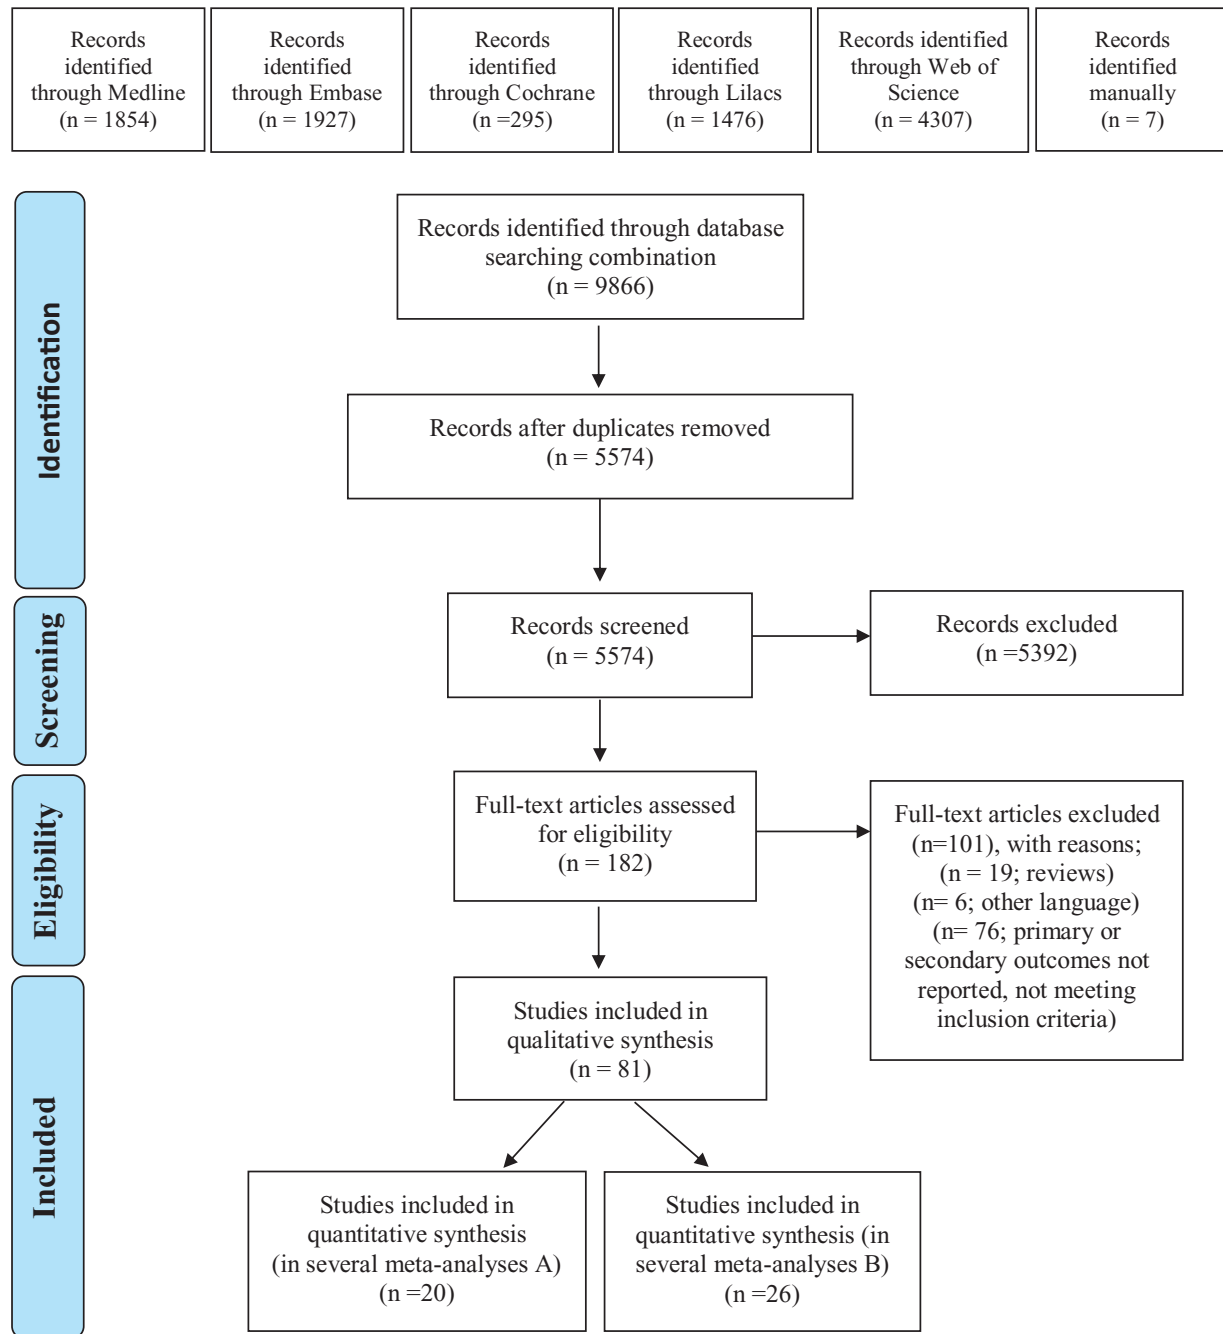 Records
identified
through Medline
(n = 1854)
Records
identified
through Embase
(n = 1927)
Records
identified
through Cochrane
(n =295)
Records
identified
through Lilacs
(n = 1476)
Records identified
through Web of
Science
(n = 4307)
Records
identified
manually
(n = 7)
Identification
Records identified through database
searching combination
(n = 9866)
Records after duplicates removed
(n = 5574)
Screening
Records screened
(n = 5574)
Records excluded
(n =5392)
Eligibility
Full-text articles assessed
for eligibility
(n = 182)
Full-text articles excluded
(n=101), with reasons;
(n = 19; reviews)
(n= 6; other language)
(n= 76; primary or
secondary outcomes not
reported, not meeting
inclusion criteria)
Included
Studies included in
qualitative synthesis
(n = 81)
Studies included in
quantitative synthesis
(in several meta-analyses A)
(n =20)
Studies included in
quantitative synthesis (in
several meta-analyses B)
(n =26)